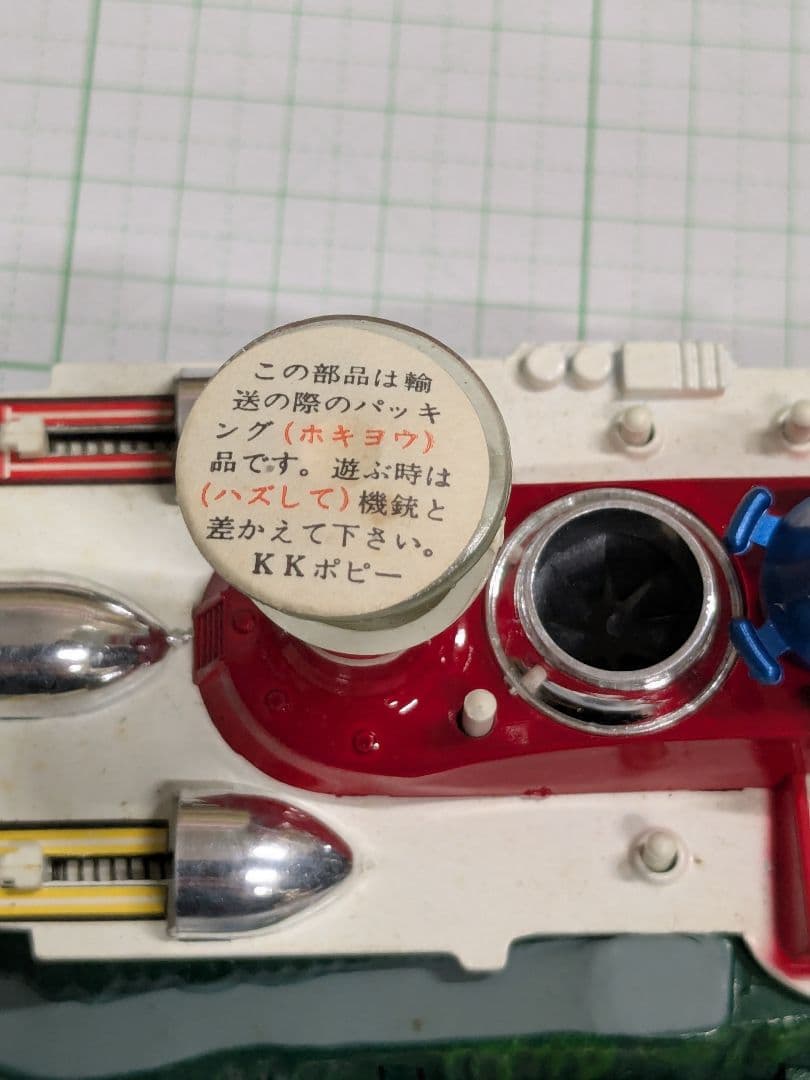 この部品は輸
送の際のパッキ
ング(ホキョウ)
品です。遊ぶ時は
(ハズして)機銃と
差かえて下さい。
KKポピー